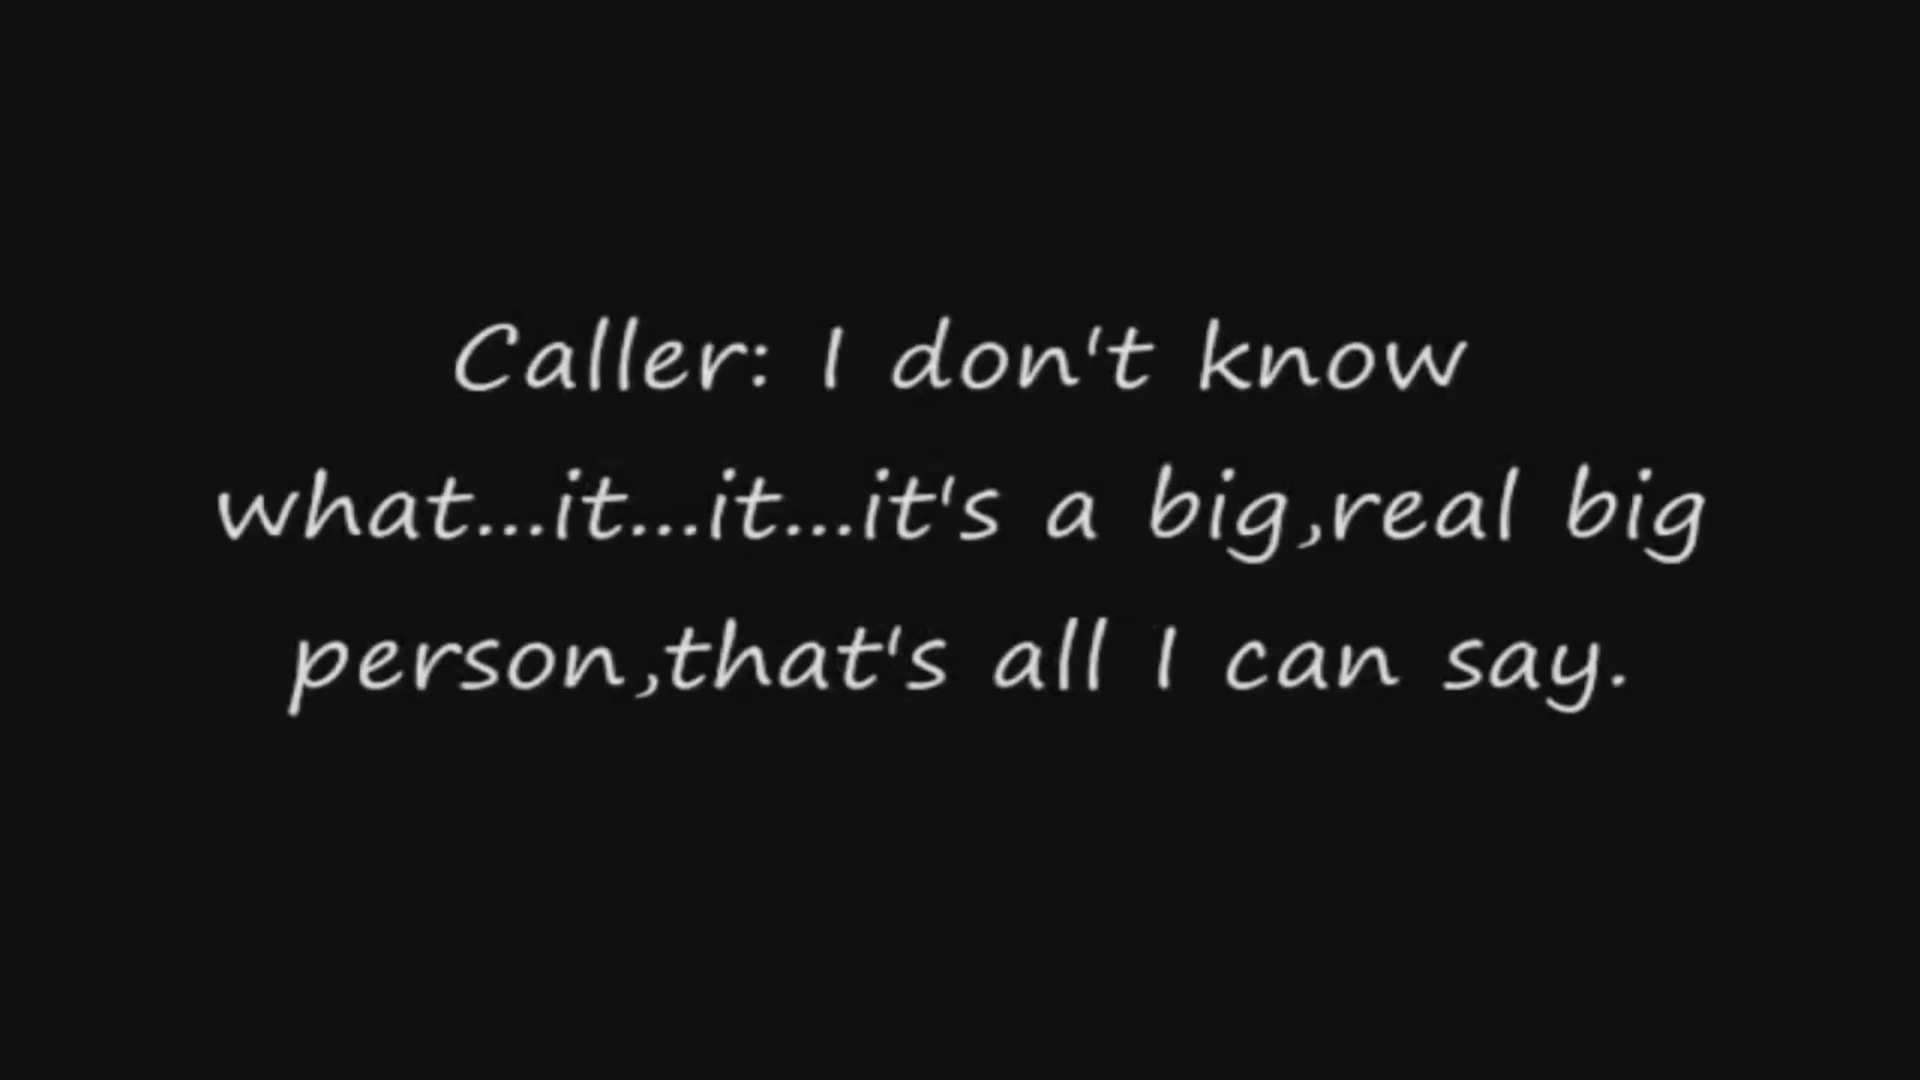 Caller: I don't know
what...it...it...it's a big,real big
person,that's all I can say.